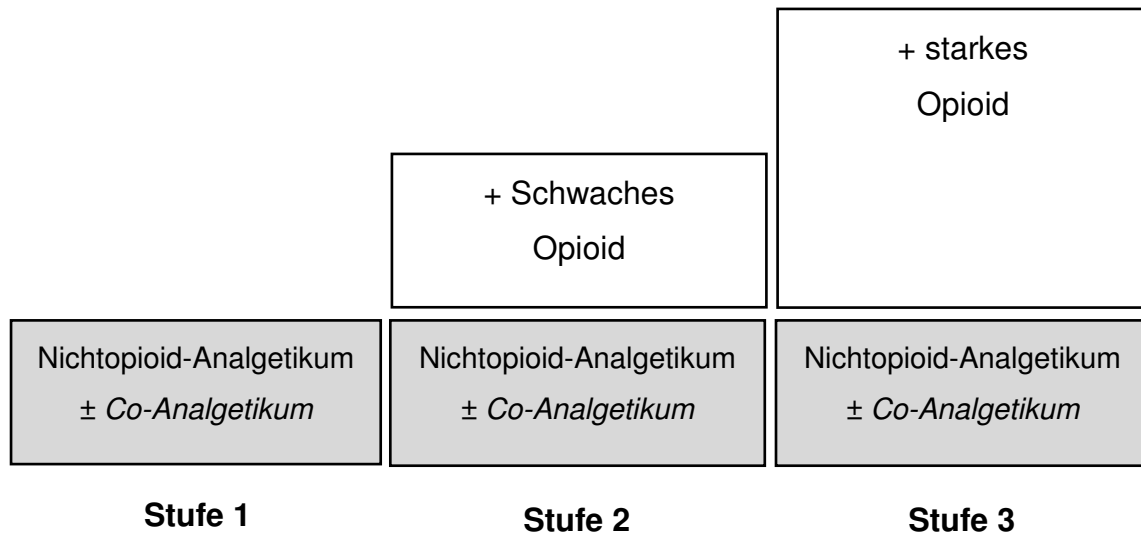 + starkes
Opioid
+ Schwaches
Opioid
Nichtopioid-Analgetikum
± Co-Analgetikum
Nichtopioid-Analgetikum
± Co-Analgetikum
Nichtopioid-Analgetikum
± Co-Analgetikum
Stufe 1
Stufe 2
Stufe 3